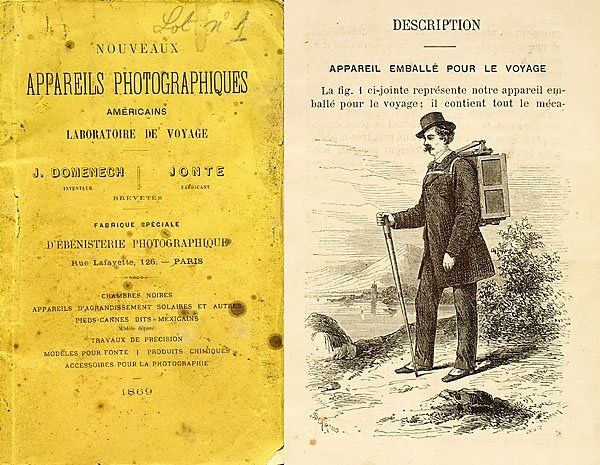 Lot n° 1
NOUVEAUX
APPAREILS PHOTOGRAPHIQUES
AMÉRICAINS
LABORATOIRE DE VOYAGE
J. DOMENECH | JONTE
INVENTEUR FABRICANT
BREVETÉS
FABRIQUE SPÉCIALE
D'ÉBÉNISTERIE PHOTOGRAPHIQUE
Rue Lafayette, 126. — PARIS
CHAMBRES NOIRES
APPAREILS D'AGRANDISSEMENT SOLAIRES ET AUTRES
PIEDS-CANNES DITS-MEXICAINS
Modèle déposé
TRAVAUX DE PRÉCISION
MODÈLES POUR FONTE | PRODUITS CHIMIQUES
ACCESSOIRES POUR LA PHOTOGRAPHIE
1869
DESCRIPTION
APPAREIL EMBALLÉ POUR LE VOYAGE
La fig. 1 ci-jointe représente notre appareil em-
ballé pour le voyage; il contient tout le méca-